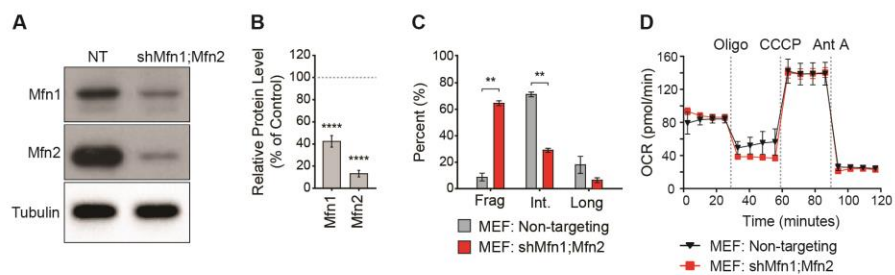 A
NT shMfn1;Mfn2
Mfn1
Mfn2
Tubulin
B
Relative Protein Level
(% of Control)
120
100
80
60
40
20
0
****
****
Mfn1
Mfn2
C
Percent (%)
100
80
60
40
20
0
**
**
Frag Int. Long
MEF: Non-targeting
MEF: shMfn1;Mfn2
D
Oligo CCCP Ant A
OCR (pmol/min)
160
120
80
40
0
0 20 40 60 80 100 120
Time (minutes)
MEF: Non-targeting
MEF: shMfn1;Mfn2